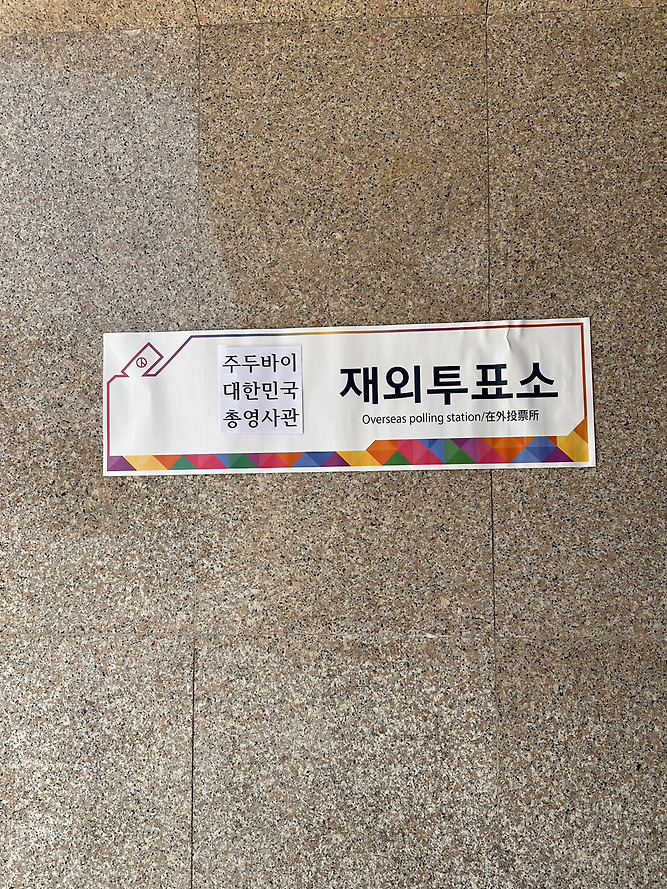 주두바이
대한민국
총영사관
재외투표소
Overseas polling station/在外投票所